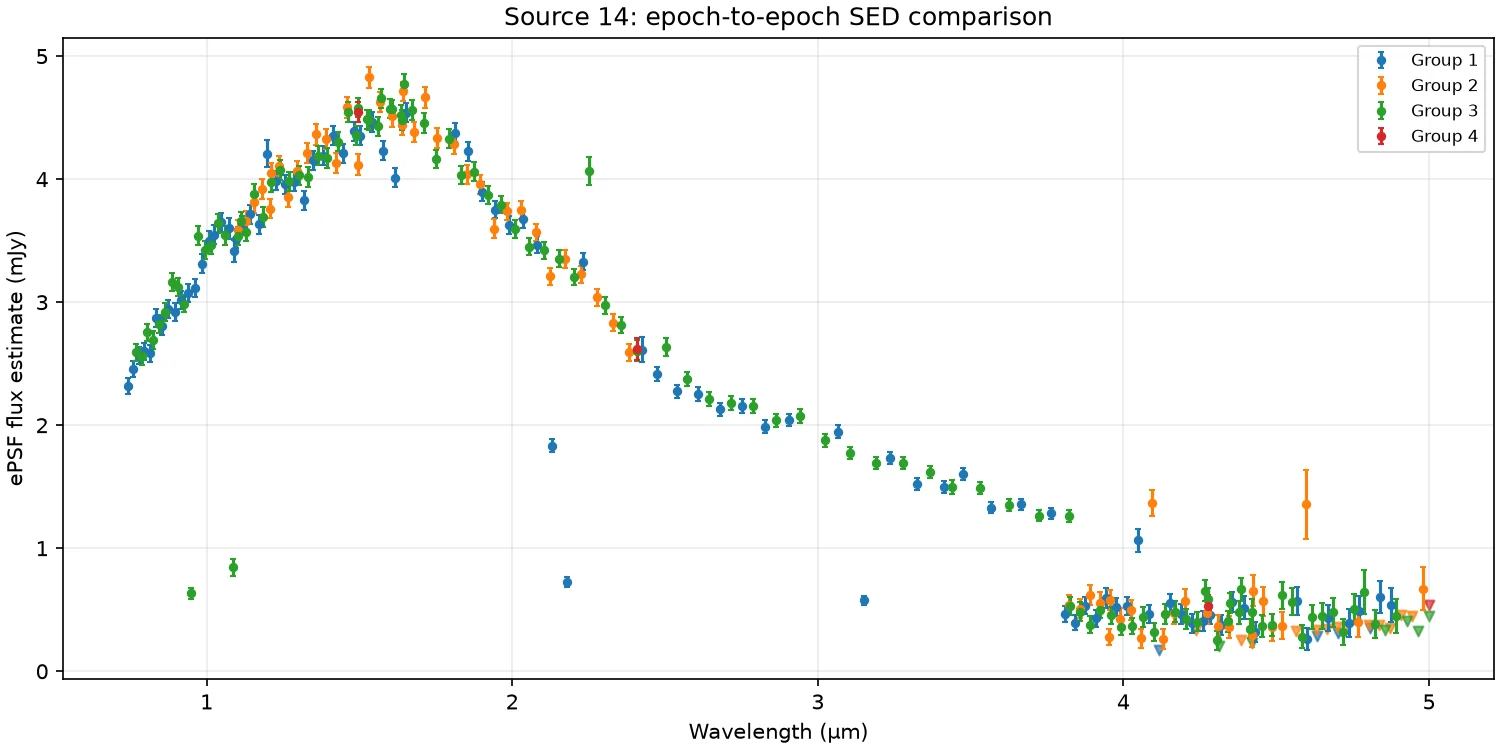 Source 14: epoch-to-epoch SED comparison
ePSF flux estimate (mJy)
5
4
3
2
1
0
Group 1
Group 2
Group 3
Group 4
1 2 3 4 5
Wavelength (μm)